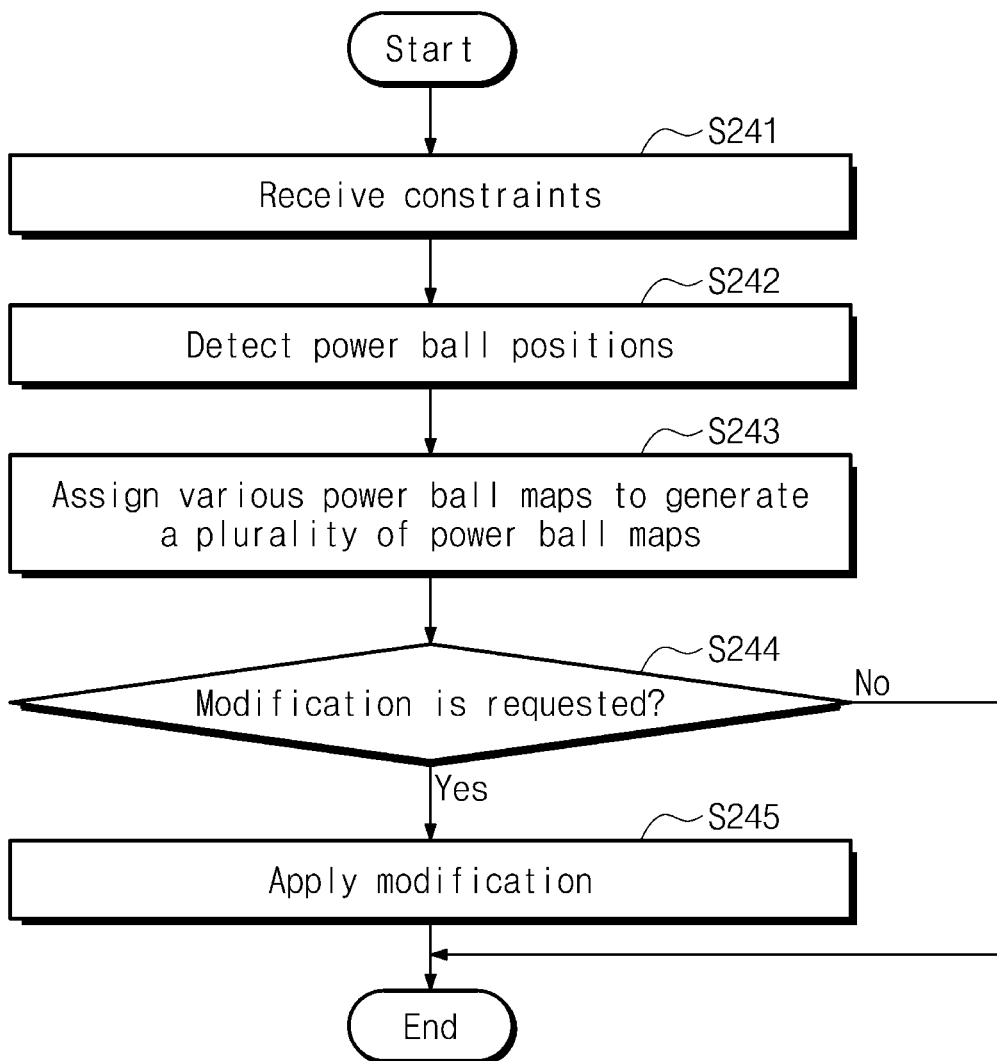 Start
S241
Receive constraints
S242
Detect power ball positions
S243
Assign various power ball maps to generate
a plurality of power ball maps
S244
Modification is requested?
No
Yes
S245
Apply modification
End